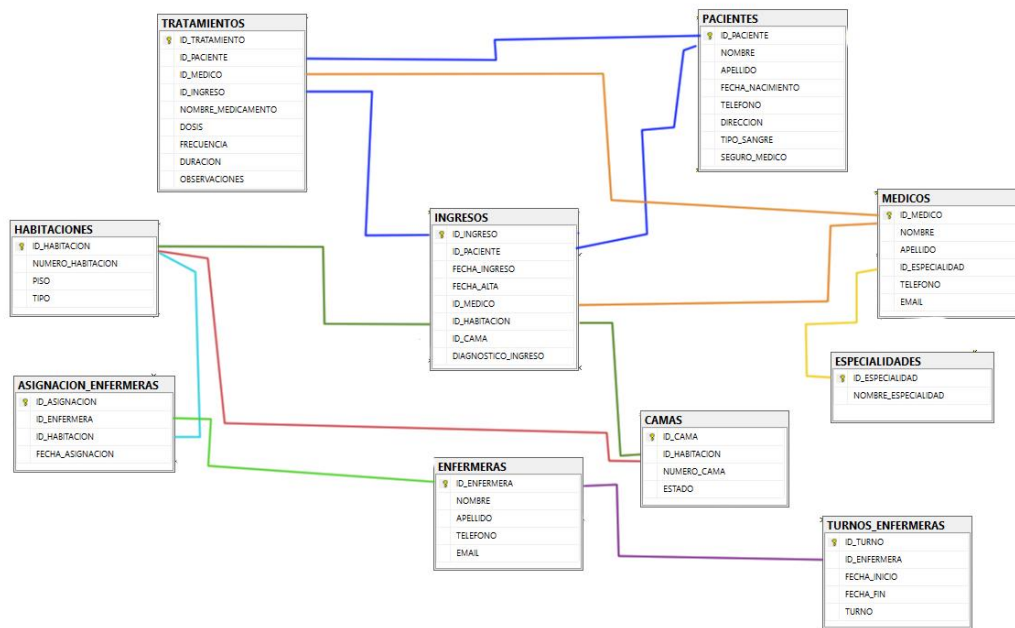 TRATAMIENTOS
ID_TRATAMIENTO
ID_PACIENTE
ID_MEDICO
ID_INGRESO
NOMBRE_MEDICAMENTO
DOSIS
FRECUENCIA
DURACION
OBSERVACIONES
PACIENTES
ID_PACIENTE
NOMBRE
APELLIDO
FECHA_NACIMIENTO
TELEFONO
DIRECCION
TIPO_SANGRE
SEGURO_MEDICO
HABITACIONES
ID_HABITACION
NUMERO_HABITACION
PISO
TIPO
INGRESOS
ID_INGRESO
ID_PACIENTE
FECHA_INGRESO
FECHA_ALTA
ID_MEDICO
ID_HABITACION
ID_CAMA
DIAGNOSTICO_INGRESO
MEDICOS
ID_MEDICO
NOMBRE
APELLIDO
ID_ESPECIALIDAD
TELEFONO
EMAIL
ESPECIALIDADES
ID_ESPECIALIDAD
NOMBRE_ESPECIALIDAD
ASIGNACION_ENFERMERAS
ID_ASIGNACION
ID_ENFERMERA
ID_HABITACION
FECHA_ASIGNACION
CAMAS
ID_CAMA
ID_HABITACION
NUMERO_CAMA
ESTADO
ENFERMERAS
ID_ENFERMERA
NOMBRE
APELLIDO
TELEFONO
EMAIL
TURNOS_ENFERMERAS
ID_TURNO
ID_ENFERMERA
FECHA_INICIO
FECHA_FIN
TURNO